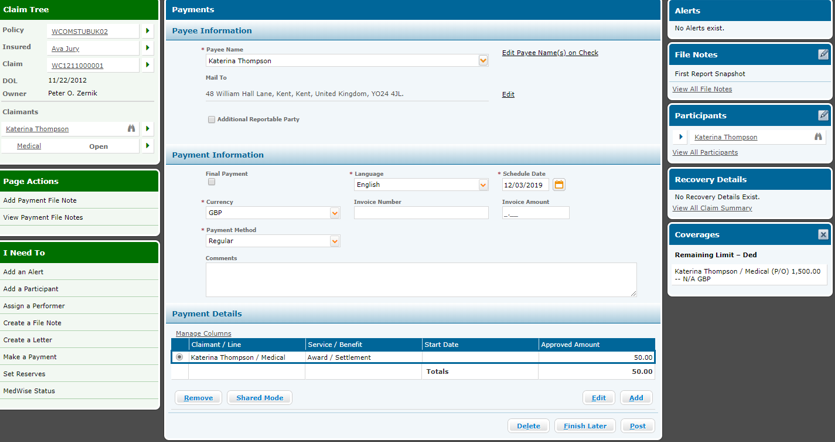 Claim Tree
Policy WCOMSTUBUK02
Insured Ava Jury
Claim WC1211000001
DOL 11/22/2012
Owner Peter O. Zernik
Claimants
Katerina Thompson
Medical Open
Page Actions
Add Payment File Note
View Payment File Notes
I Need To
Add an Alert
Add a Participant
Assign a Performer
Create a File Note
Create a Letter
Make a Payment
Set Reserves
MedWise Status
Payments
Payee Information
* Payee Name
Katerina Thompson
Edit Payee Name(s) on Check
Mail To
48 William Hall Lane, Kent, Kent, United Kingdom, YO24 4JL.
Edit
Additional Reportable Party
Payment Information
Final Payment * Language * Schedule Date
English 12/03/2019
* Currency Invoice Number Invoice Amount
GBP _.__
* Payment Method
Regular
Comments
Payment Details
Manage Columns
Claimant / Line Service / Benefit Start Date Approved Amount
Katerina Thompson / Medical Award / Settlement 50.00
Totals 50.00
Remove Shared Mode Edit Add
Delete Finish Later Post
Alerts
No Alerts exist.
File Notes
First Report Snapshot
View All File Notes
Participants
Katerina Thompson
View All Participants
Recovery Details
No Recovery Details Exist.
View All Claim Summary
Coverages
Remaining Limit – Ded
Katerina Thompson / Medical (P/O) 1,500.00
-- N/A GBP